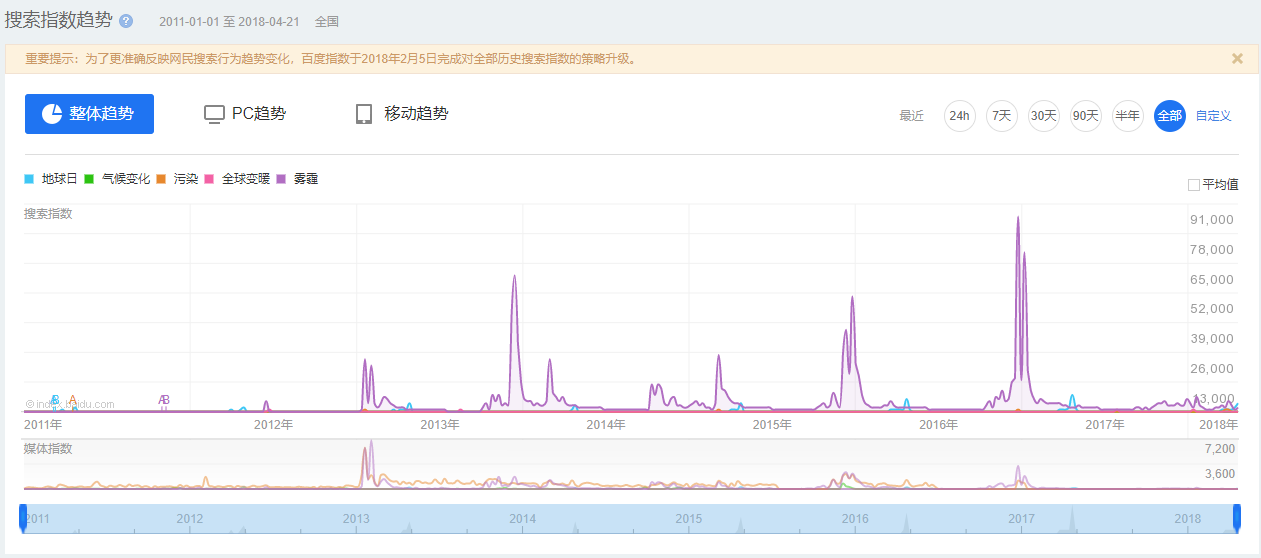 搜索指数趋势 ? 2011-01-01 至 2018-04-21 全国
重要提示：为了更准确反映网民搜索行为趋势变化，百度指数于2018年2月5日完成对全部历史搜索指数的策略升级。
整体趋势 PC趋势 移动趋势 最近 24h 7天 30天 90天 半年 全部 自定义
地球日 气候变化 污染 全球变暖 雾霾
平均值
搜索指数
91,000
78,000
65,000
52,000
39,000
26,000
13,000
B A AB
©index.baidu.com
2011年 2012年 2013年 2014年 2015年 2016年 2017年 2018年
媒体指数
7,200
3,600
2011 2012 2013 2014 2015 2016 2017 2018